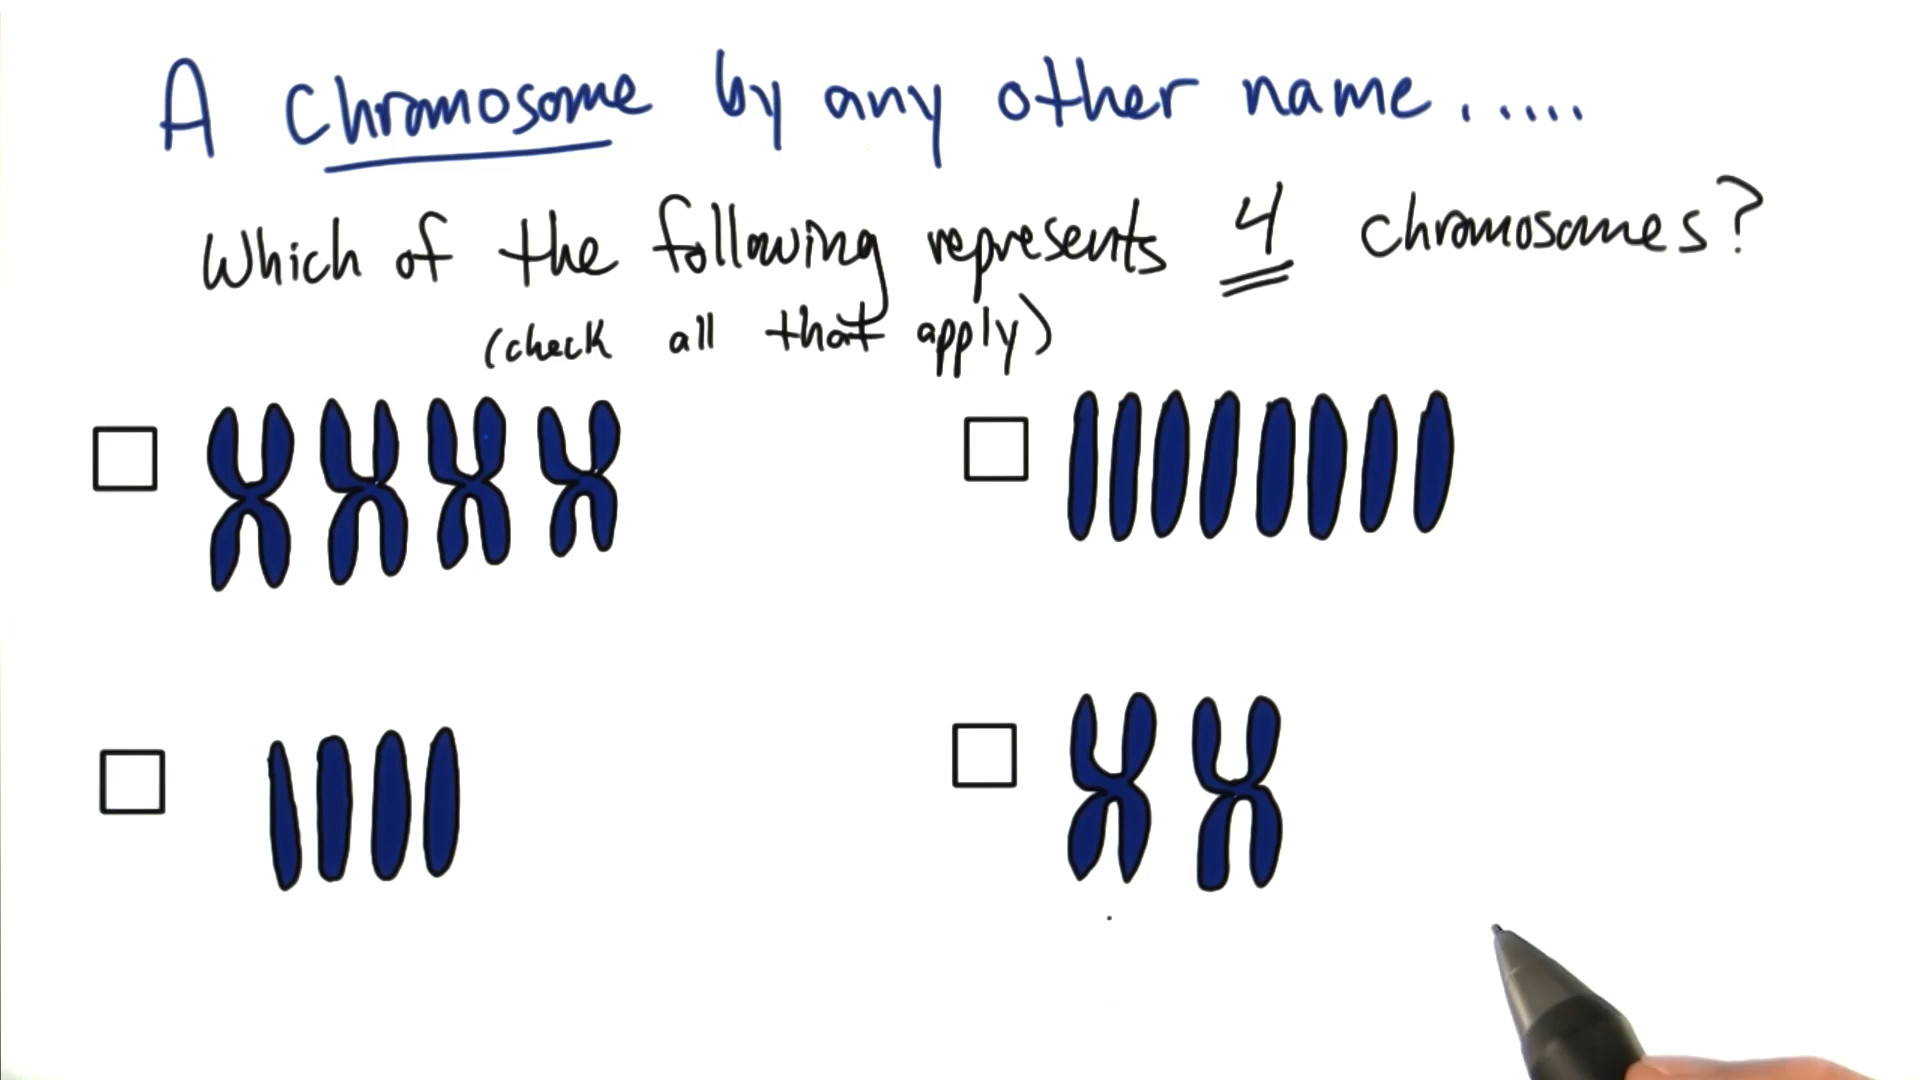 A chromosome by any other name.....
Which of the following represents 4 chromosomes?
(check all that apply)